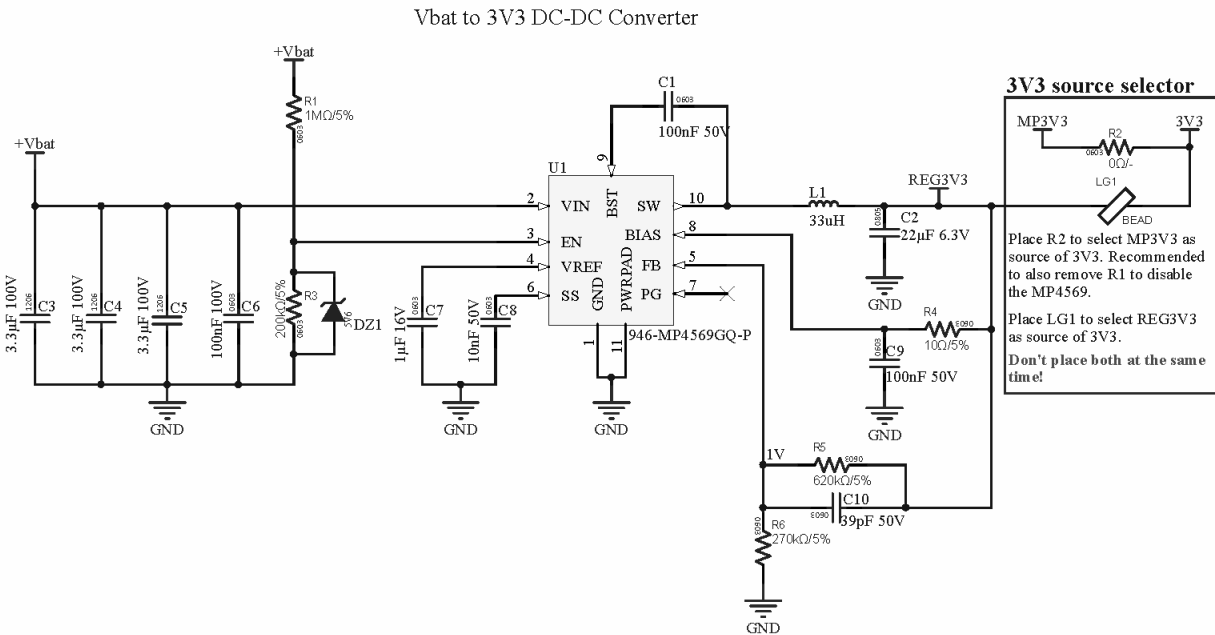 Vbat to 3V3 DC-DC Converter
+Vbat
R1
1MΩ/5%
0603
+Vbat
C1
0603
100nF 50V
3V3 source selector
MP3V3
3V3
R2
0603
0Ω/-
LG1
BEAD
Place R2 to select MP3V3 as
source of 3V3. Recommended
to also remove R1 to disable
the MP4569.
Place LG1 to select REG3V3
as source of 3V3.
Don't place both at the same
time!
U1
9
BST
2
VIN
SW
10
3
EN
BIAS
8
4
VREF
FB
5
6
SS
PG
7
GND
PWRPAD
1
11
946-MP4569GQ-P
L1
33uH
REG3V3
0805
C2
22µF 6.3V
GND
1206
C3
3.3µF 100V
1206
C4
3.3µF 100V
1206
C5
3.3µF 100V
0603
C6
100nF 100V
R3
200kΩ/5%
0603
5V6
DZ1
GND
0603
C7
1µF 16V
0603
C8
10nF 50V
GND
GND
R4
0603
10Ω/5%
0603
C9
100nF 50V
GND
1V
R5
0603
620kΩ/5%
C10
0603
39pF 50V
R6
0603
270kΩ/5%
GND